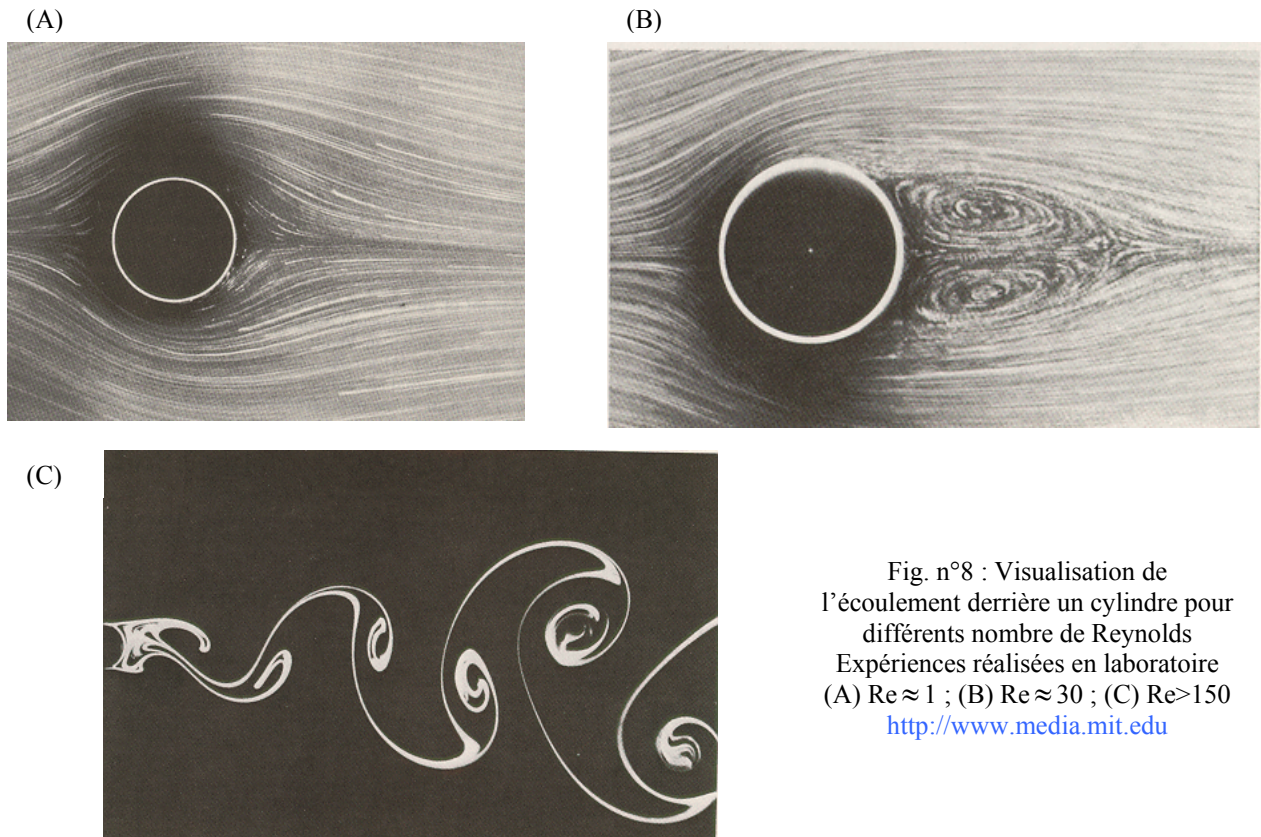 (A)
(B)
(C)
Fig. n°8 : Visualisation de
l'écoulement derrière un cylindre pour
différents nombre de Reynolds
Expériences réalisées en laboratoire
(A) Re≈1 ; (B) Re≈30 ; (C) Re>150
http://www.media.mit.edu